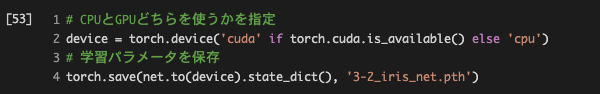 [53]
1 # CPUとGPUどちらを使うかを指定
2 device = torch.device('cuda' if torch.cuda.is_available() else 'cpu')
3 # 学習パラメータを保存
4 torch.save(net.to(device).state_dict(), '3-2_iris_net.pth')